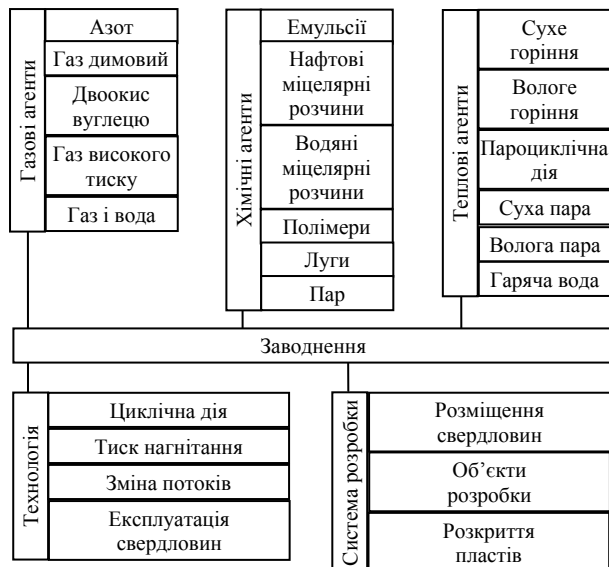 Газові агенти
Азот
Газ димовий
Двоокис
вуглецю
Газ високого
тиску
Газ і вода
Хімічні агенти
Емульсії
Нафтові
міцелярні
розчини
Водяні
міцелярні
розчини
Полімери
Луги
Пар
Теплові агенти
Сухе
горіння
Вологе
горіння
Пароциклічна
дія
Суха пара
Волога пара
Гаряча вода
Заводнення
Технологія
Циклічна дія
Тиск нагнітання
Зміна потоків
Експлуатація
свердловин
Система розробки
Розміщення
свердловин
Об’єкти
розробки
Розкриття
пластів